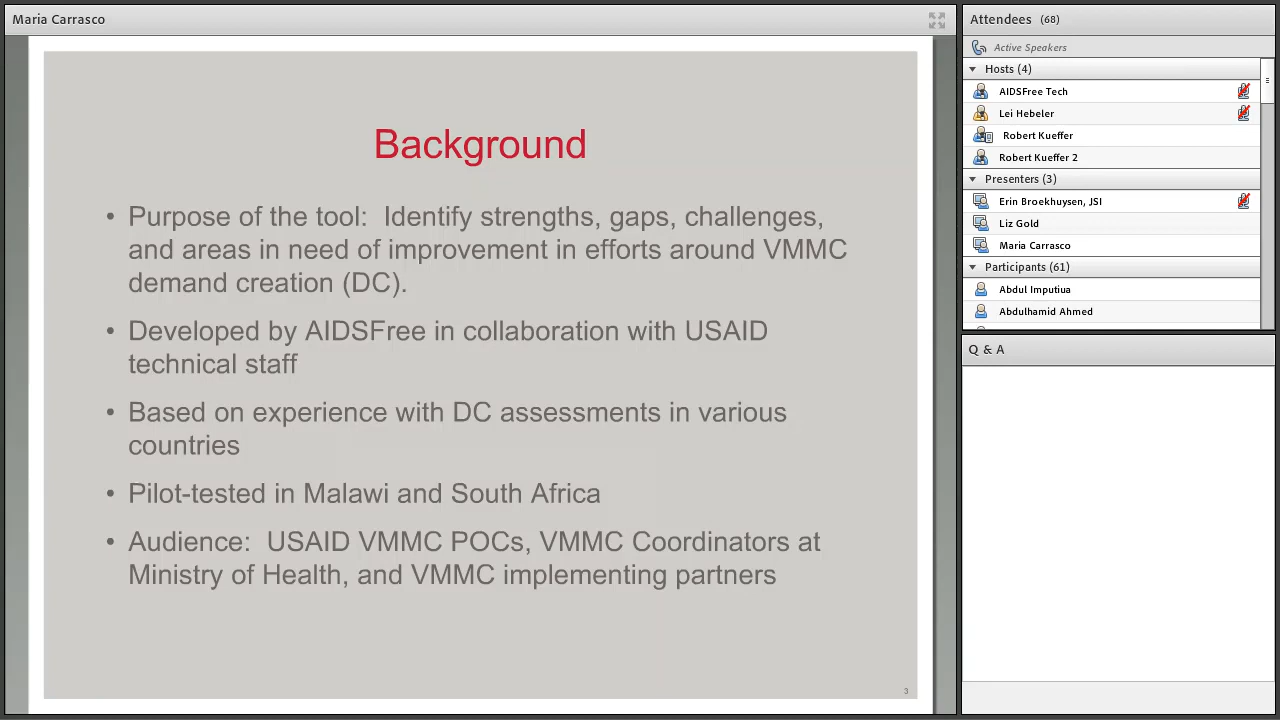 Maria Carrasco
Background
• Purpose of the tool:  Identify strengths, gaps, challenges,
and areas in need of improvement in efforts around VMMC
demand creation (DC).
• Developed by AIDSFree in collaboration with USAID
technical staff
• Based on experience with DC assessments in various
countries
• Pilot-tested in Malawi and South Africa
• Audience:  USAID VMMC POCs, VMMC Coordinators at
Ministry of Health, and VMMC implementing partners
3
Attendees (68)
Active Speakers
Hosts (4)
AIDSFree Tech
Lei Hebeler
Robert Kueffer
Robert Kueffer 2
Presenters (3)
Erin Broekhuysen, JSI
Liz Gold
Maria Carrasco
Participants (61)
Abdul Imputiua
Abdulhamid Ahmed
Q & A